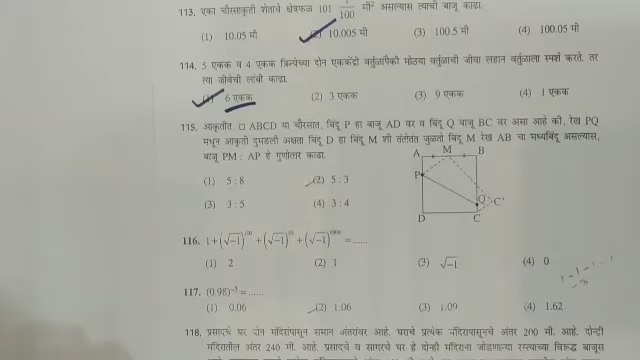 113. एका चौरसाकृती शेताचे क्षेत्रफळ 101 1/100 मी² असल्यास त्याची बाजू काढा.
(1) 10.05 मी (2) 10.005 मी (3) 100.5 मी (4) 100.05 मी
114. 5 एकक व 4 एकक त्रिज्येच्या दोन एककेंद्री वर्तुळांपैकी मोठ्या वर्तुळाची जीवा लहान वर्तुळाला स्पर्श करते. तर
त्या जीवेची लांबी काढा.
6 एकक (2) 3 एकक (3) 9 एकक (4) 1 एकक
115. आकृतीत, □ ABCD या चौरसात, बिंदू P हा बाजू AD वर व बिंदू Q बाजू BC वर असा आहे की, रेख PQ
मधून आकृती दुमडली असता बिंदू D हा बिंदू M शी तंतोतंत जुळतो बिंदू M रेख AB चा मध्यबिंदू असल्यास,
बाजू PM : AP हे गुणोत्तर काढा.
A M B
(1) 5 : 8 (2) 5 : 3
P
(3) 3 : 5 (4) 3 : 4
Q C'
D C
116. =......
(1) 2 (2) 1 (3) √-1 (4) 0
117. (0.98)⁻³ =......
(1) 0.06 (2) 1.06 (3) 1.09 (4) 1.62
118. प्रसादचे घर दोन मंदिरांपासून समान अंतरांवर आहे. घराचे प्रत्येक मंदिरापासूनचे अंतर 200 मी. आहे. दोन्ही
मंदिरातील अंतर 240 मी. आहे. प्रसादचे व सागरचे घर हे दोन्ही मंदिराना जोडणाऱ्या रस्त्याच्या विरूद्ध बाजूस